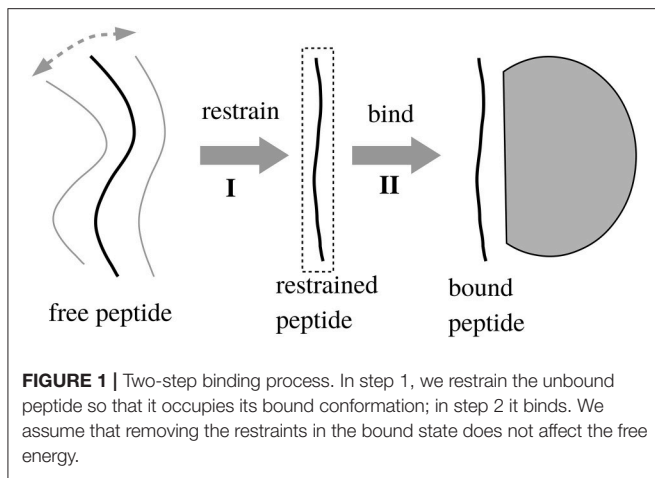 restrain
I
bind
II
free peptide
restrained
peptide
bound
peptide
FIGURE 1 | Two-step binding process. In step 1, we restrain the unbound
peptide so that it occupies its bound conformation; in step 2 it binds. We
assume that removing the restraints in the bound state does not affect the free
energy.